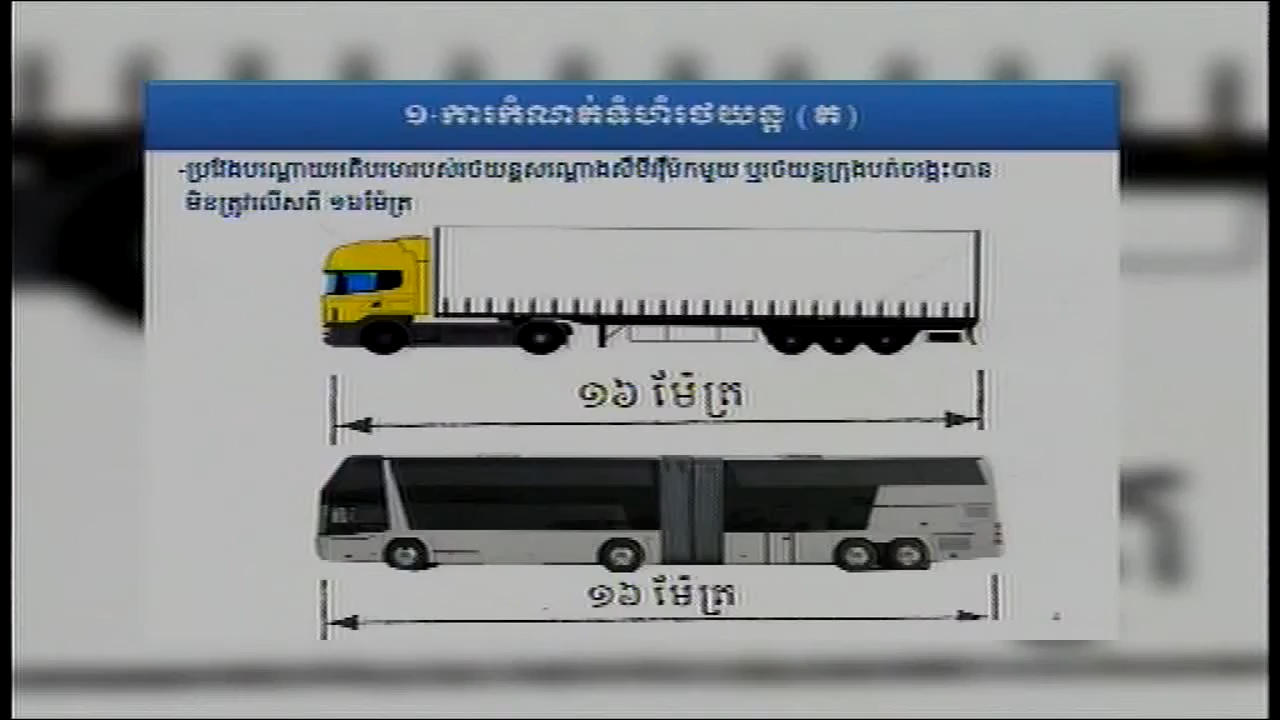 ១-ការកំណត់ទំហំរថយន្ត (ត)
-ប្រវែងបណ្តោយអតិបរមារបស់រថយន្តសណ្តោងសឺមីរ៉ឺម៉កមួយ ឬរថយន្តក្រុងបត់ចង្កេះបាន
មិនត្រូវលើសពី ១៦ម៉ែត្រ
១៦ ម៉ែត្រ
១៦ ម៉ែត្រ